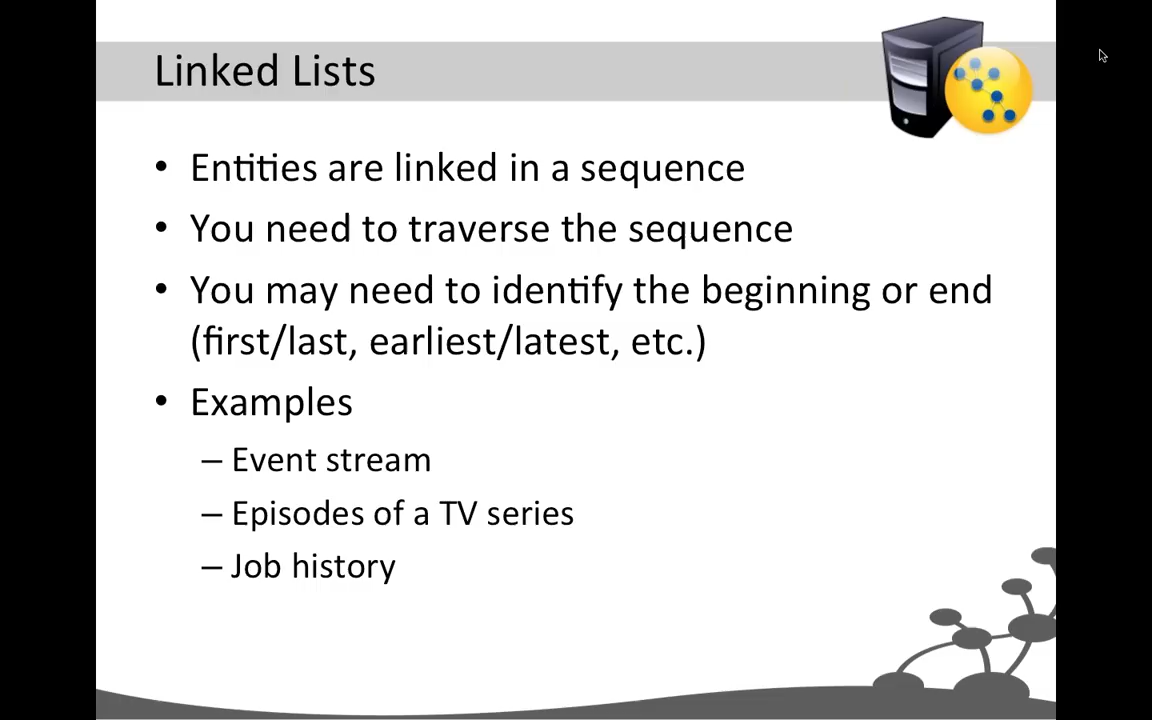 Linked Lists
• Entities are linked in a sequence
• You need to traverse the sequence
• You may need to identify the beginning or end
(first/last, earliest/latest, etc.)
• Examples
– Event stream
– Episodes of a TV series
– Job history